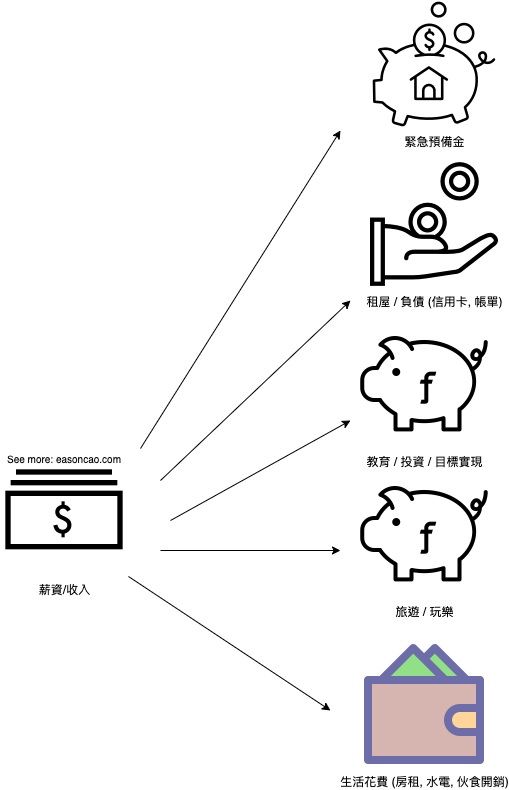 $
緊急預備金
租屋 / 負債 (信用卡, 帳單)
ƒ
教育 / 投資 / 目標實現
See more: easoncao.com
$
薪資/收入
ƒ
旅遊 / 玩樂
生活花費 (房租, 水電, 伙食開銷)